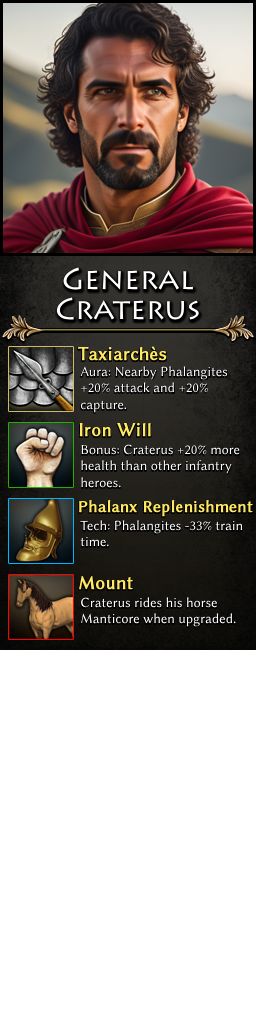 General
Craterus
Taxiarchès
Aura: Nearby Phalangites
+20% attack and +20%
capture.
Iron Will
Bonus: Craterus +20% more
health than other infantry
heroes.
Phalanx Replenishment
Tech: Phalangites -33% train
time.
Mount
Craterus rides his horse
Manticore when upgraded.